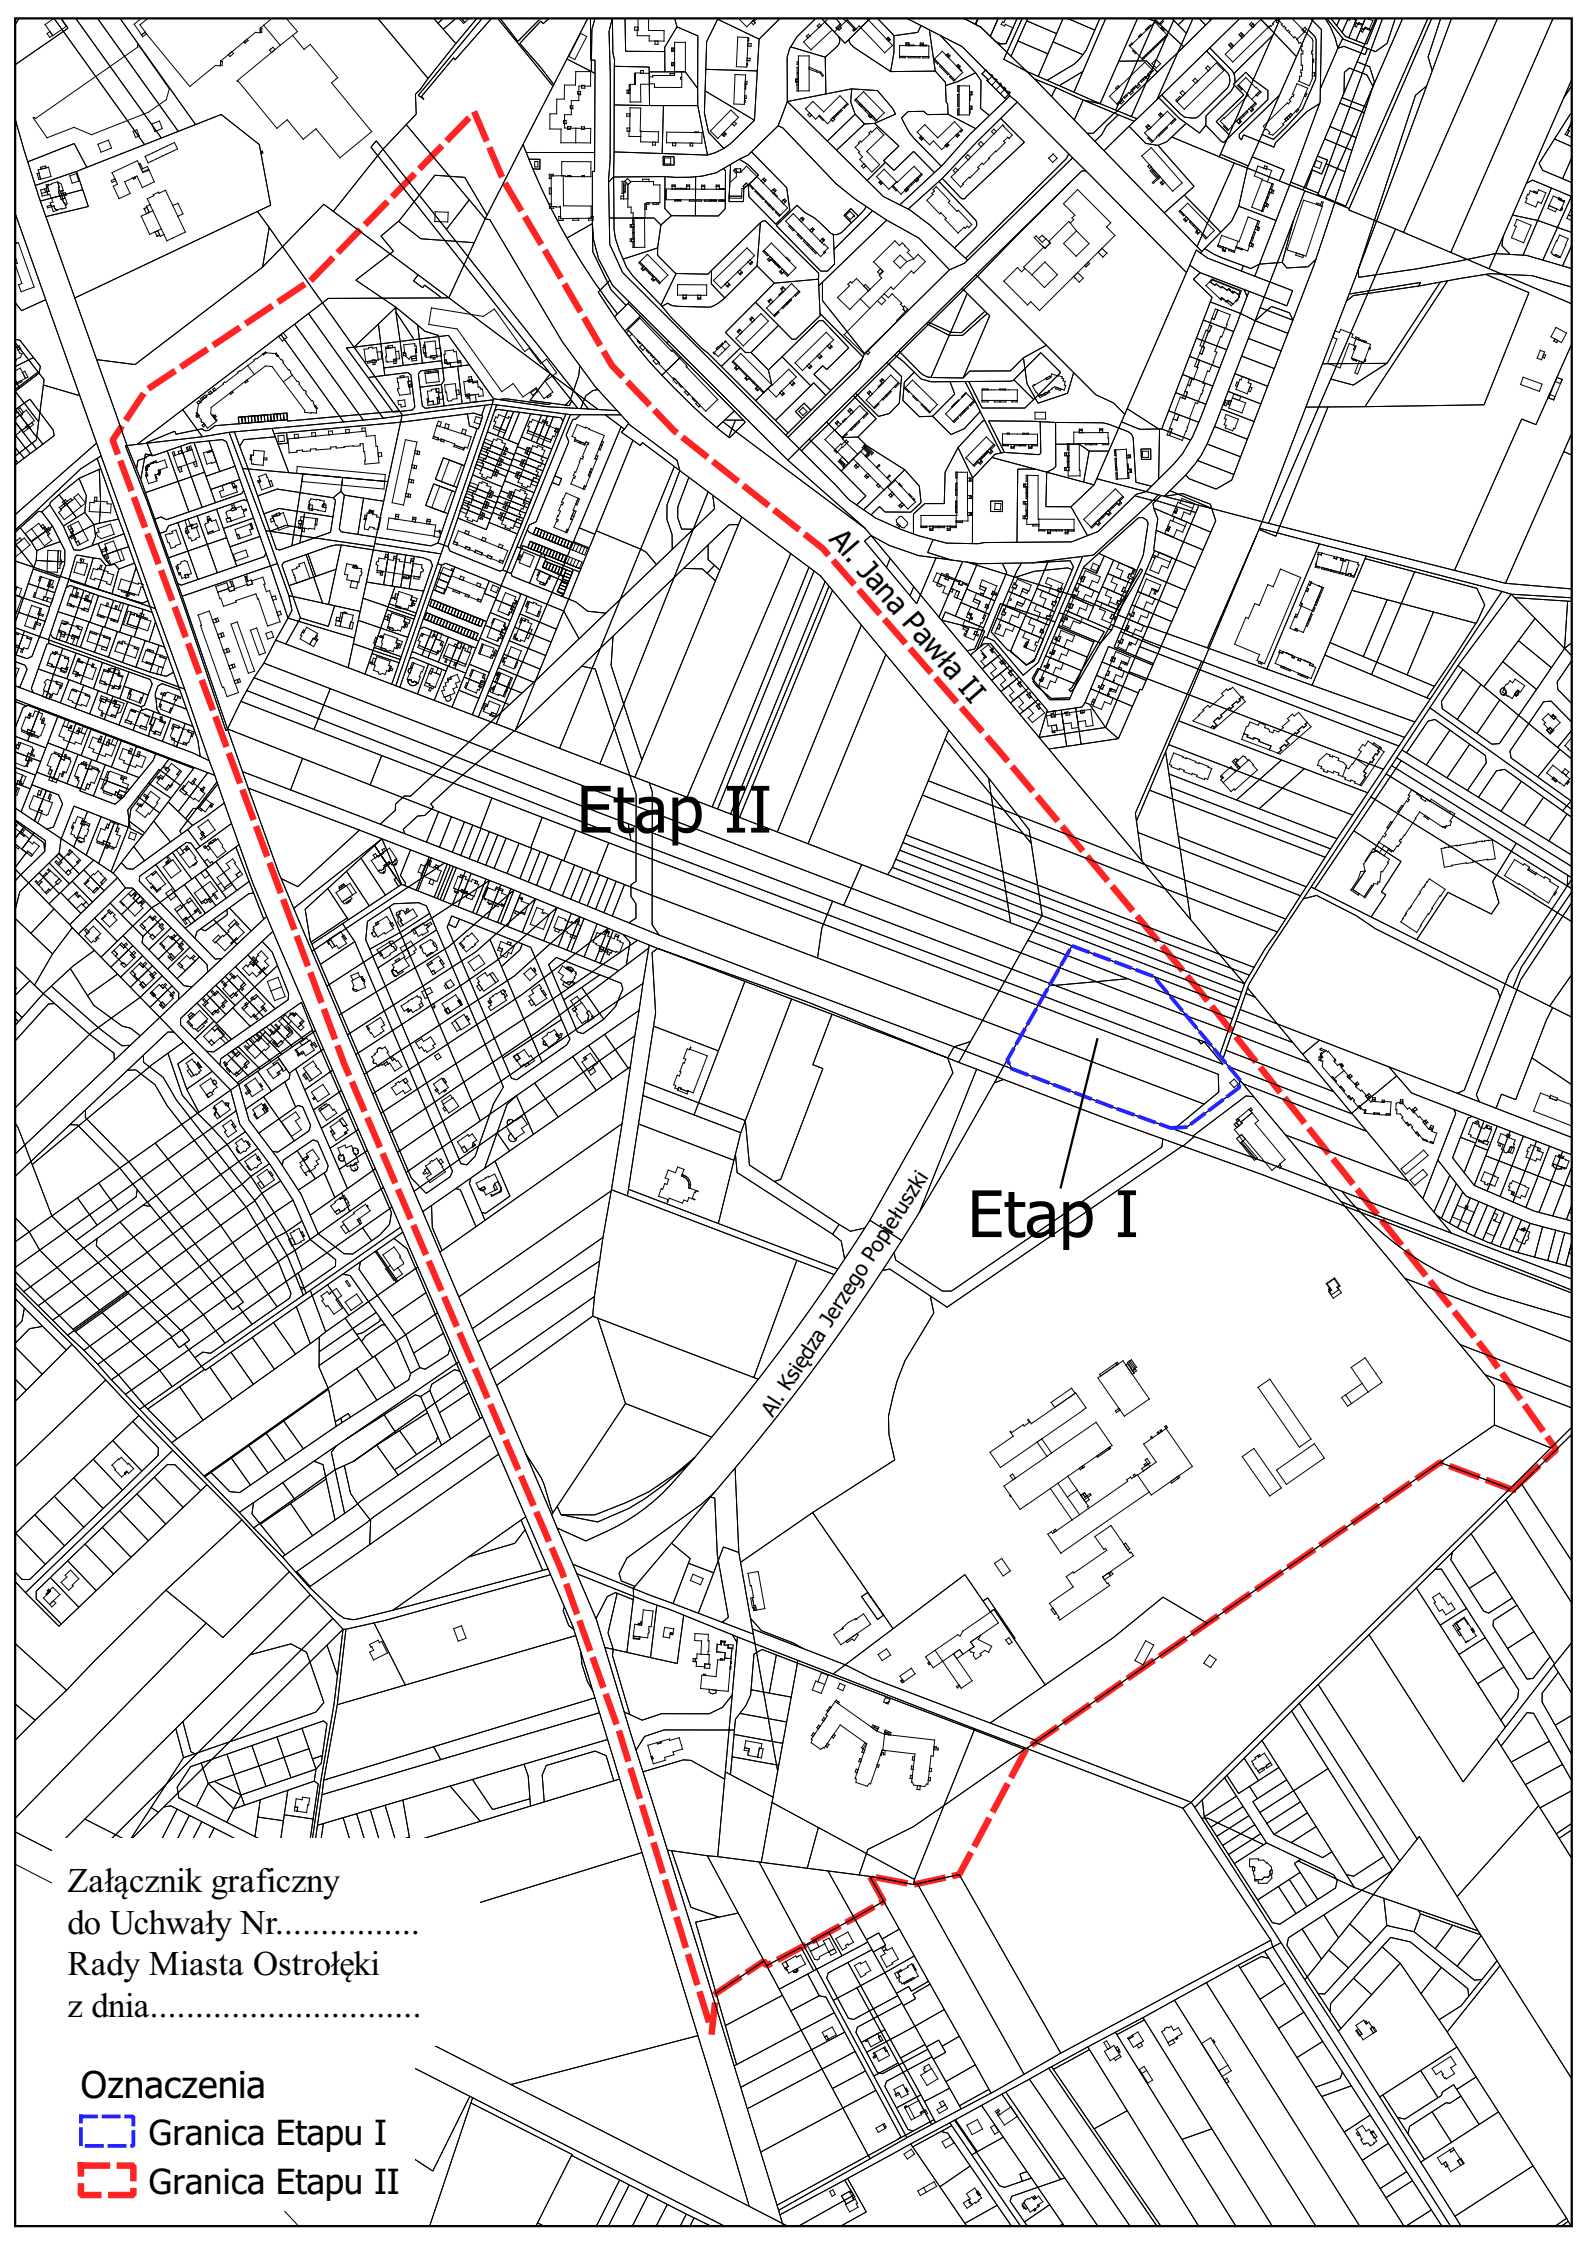 Al. Jana Pawła II
Etap II
Etap I
Al. Księdza Jerzego Popiełuszki
Załącznik graficzny
do Uchwały Nr................
Rady Miasta Ostrołęki
z dnia..............................
Oznaczenia
Granica Etapu I
Granica Etapu II